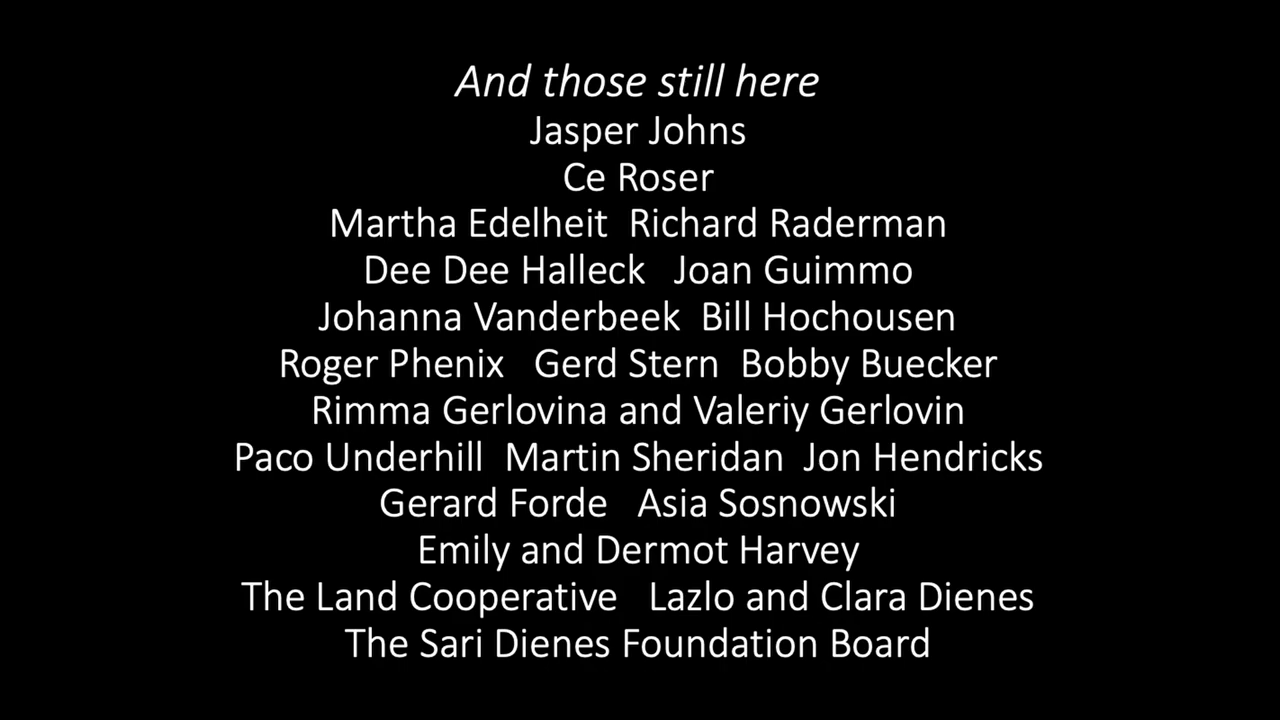 And those still here
Jasper Johns
Ce Roser
Martha Edelheit  Richard Raderman
Dee Dee Halleck   Joan Guimmo
Johanna Vanderbeek  Bill Hochousen
Roger Phenix   Gerd Stern  Bobby Buecker
Rimma Gerlovina and Valeriy Gerlovin
Paco Underhill  Martin Sheridan  Jon Hendricks
Gerard Forde   Asia Sosnowski
Emily and Dermot Harvey
The Land Cooperative   Lazlo and Clara Dienes
The Sari Dienes Foundation Board